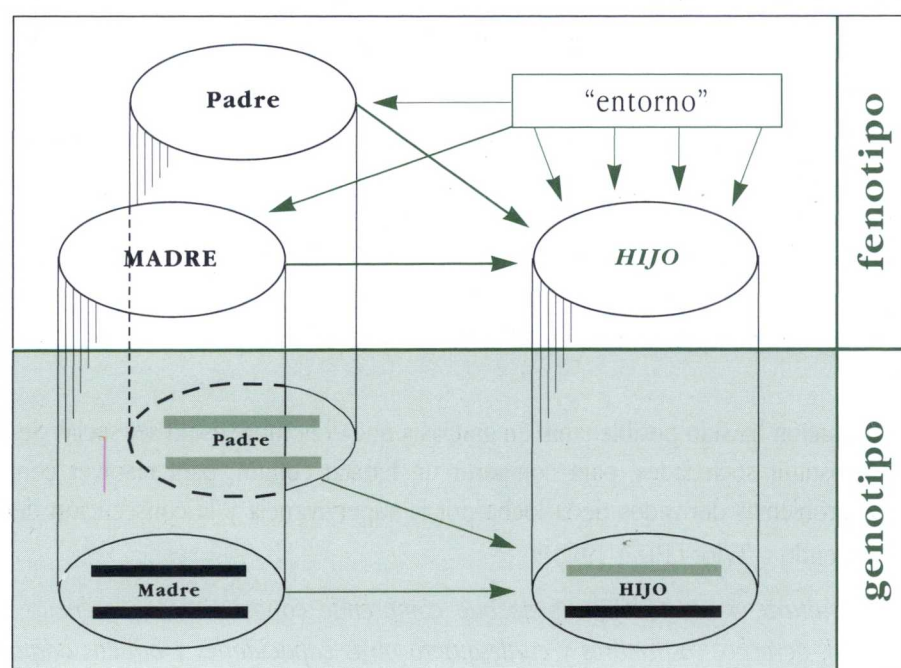 Padre
"entorno"
MADRE
HIJO
fenotipo
Padre
Madre
HIJO
genotipo